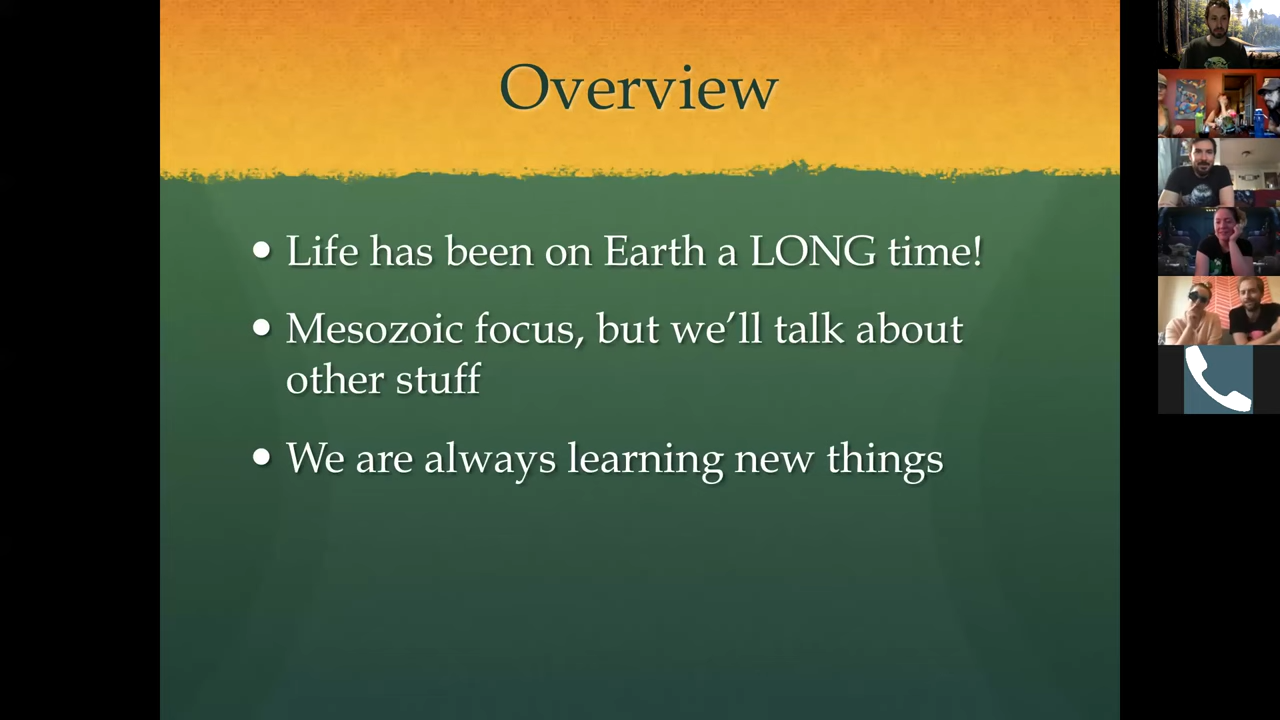 Overview
• Life has been on Earth a LONG time!
• Mesozoic focus, but we’ll talk about
other stuff
• We are always learning new things